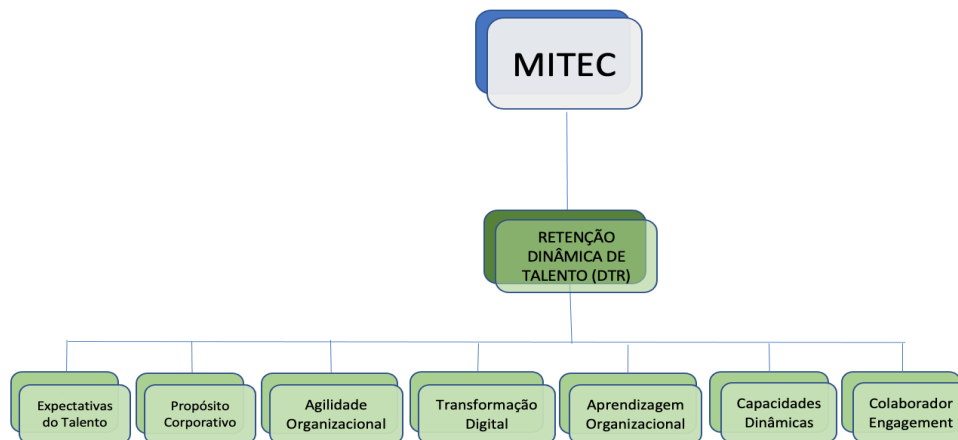 MITEC
RETENÇÃO
DINÂMICA DE
TALENTO (DTR)
Expectativas
do Talento
Propósito
Corporativo
Agilidade
Organizacional
Transformação
Digital
Aprendizagem
Organizacional
Capacidades
Dinâmicas
Colaborador
Engagement